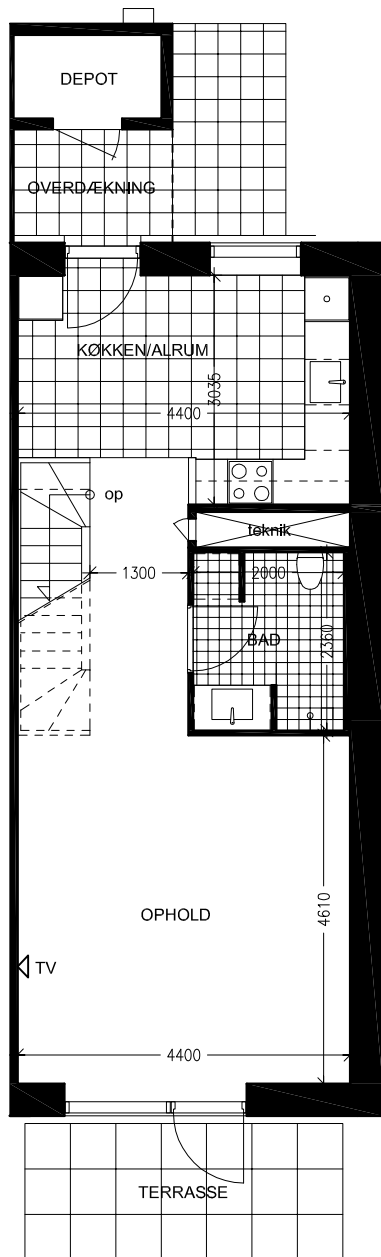 DEPOT
OVERDÆKNING
KØKKEN/ALRUM
3035
4400
op
teknik
1300
2000
BAD
2360
OPHOLD
4610
TV
4400
TERRASSE